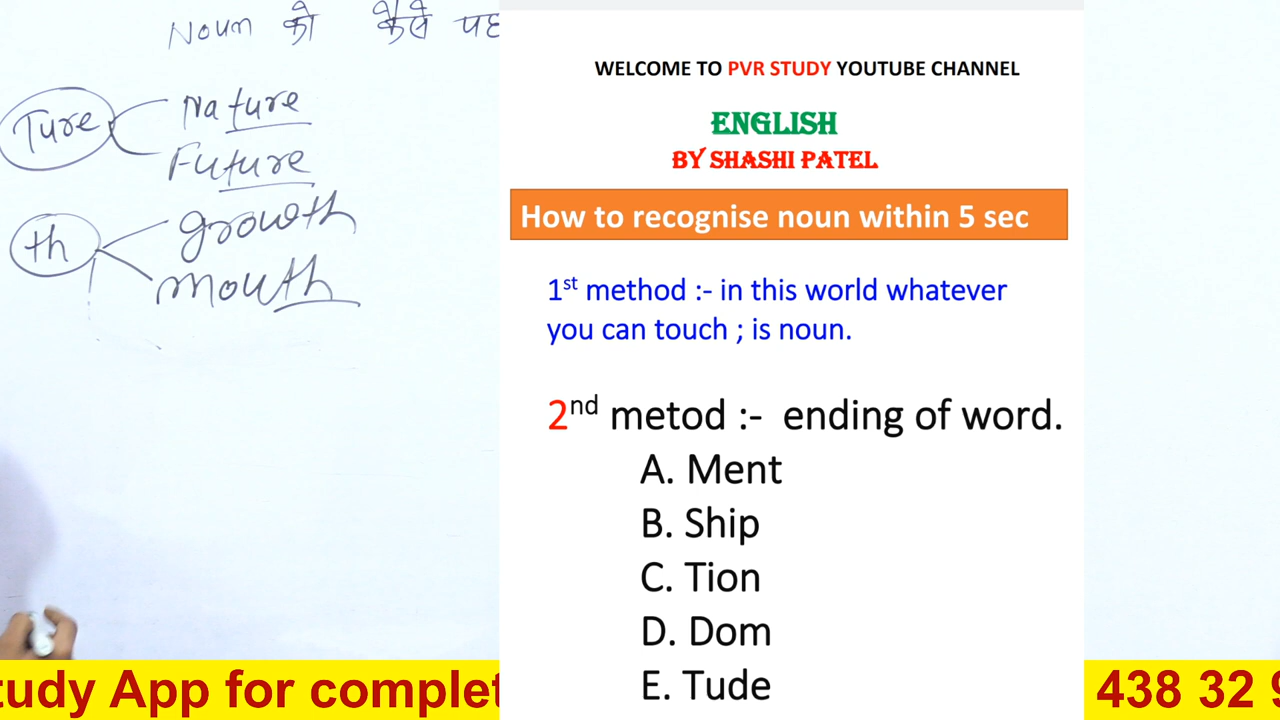 Noun को कैसे
Ture
Nature
Future
th
growth
mouth
WELCOME TO PVR STUDY YOUTUBE CHANNEL
ENGLISH
BY SHASHI PATEL
How to recognise noun within 5 sec
1st method :- in this world whatever
you can touch ; is noun.
2nd metod :- ending of word.
A. Ment
B. Ship
C. Tion
D. Dom
E. Tude
tudy App for complet 438 32 9